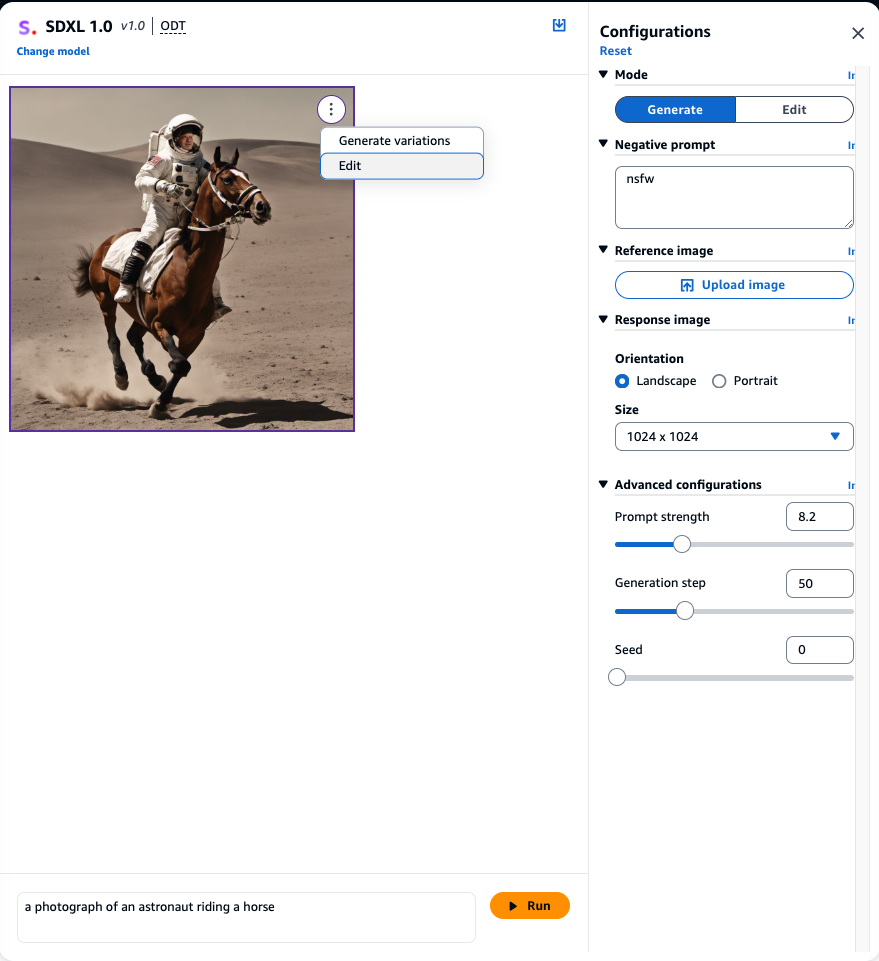 S. SDXL 1.0 v1.0 | ODT
Change model
Generate variations
Edit
a photograph of an astronaut riding a horse
Run
Configurations
Reset
Mode
Generate
Edit
Negative prompt
nsfw
Reference image
Upload image
Response image
Orientation
Landscape Portrait
Size
1024 x 1024
Advanced configurations
Prompt strength 8.2
Generation step 50
Seed 0